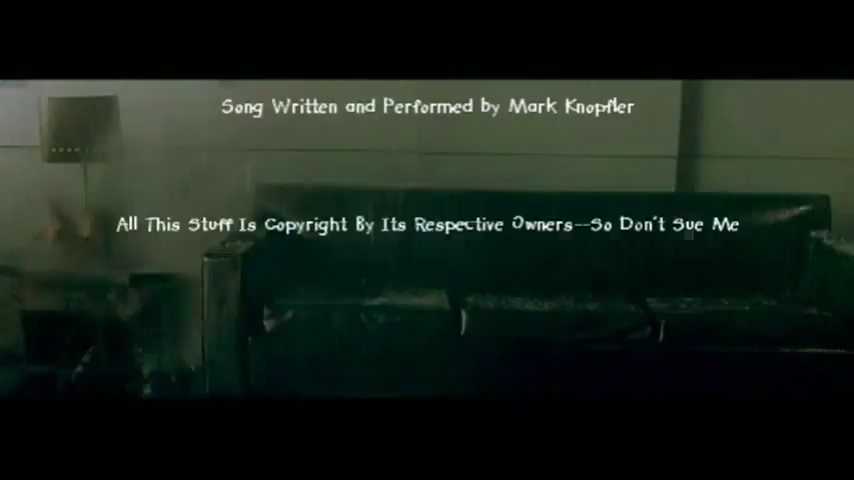 Song Written and Performed by Mark Knopfler
All This Stuff Is Copyright By Its Respective Owners--So Don't Sue Me